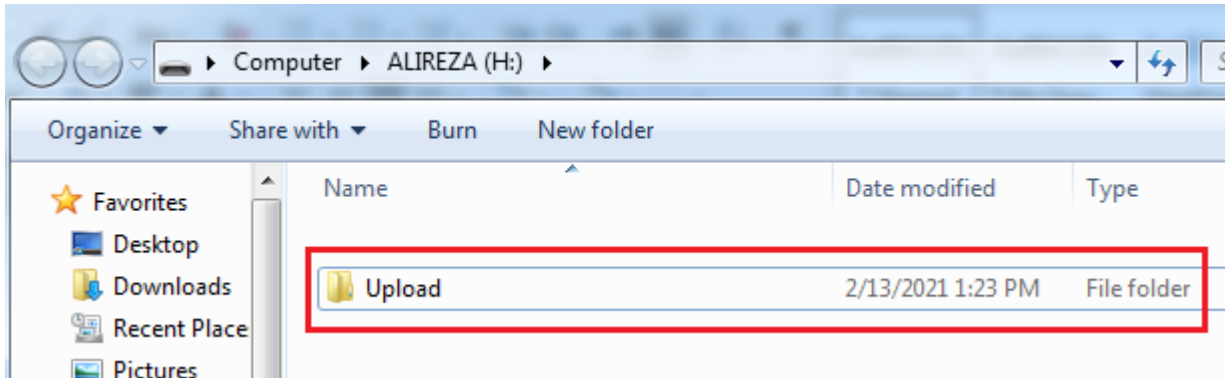 Computer ▸ ALIREZA (H:) ▸
Organize Share with Burn New folder
Name Date modified Type
Favorites
Desktop
Upload 2/13/2021 1:23 PM File folder
Downloads
Recent Place
Pictures